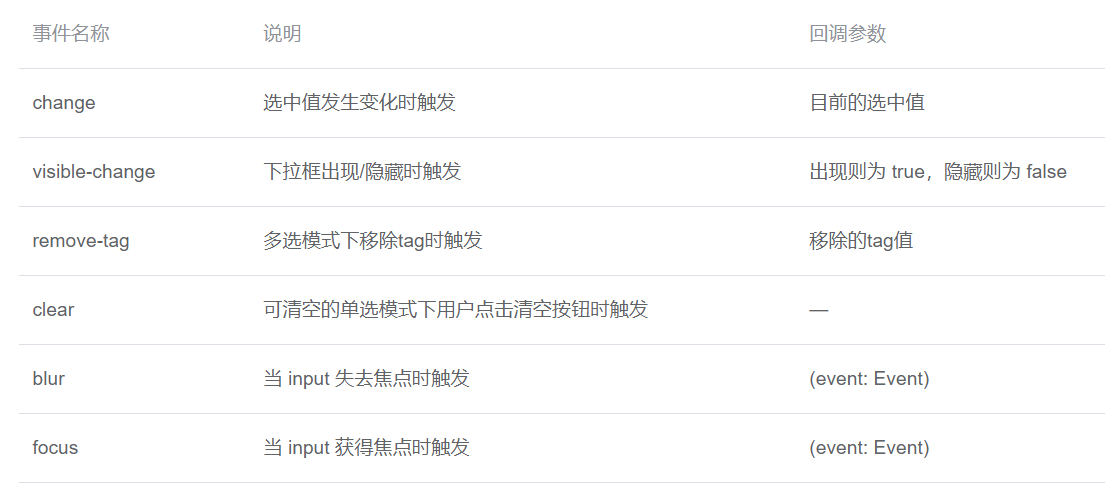 事件名称 说明 回调参数
change 选中值发生变化时触发 目前的选中值
visible-change 下拉框出现/隐藏时触发 出现则为 true，隐藏则为 false
remove-tag 多选模式下移除tag时触发 移除的tag值
clear 可清空的单选模式下用户点击清空按钮时触发 —
blur 当 input 失去焦点时触发 (event: Event)
focus 当 input 获得焦点时触发 (event: Event)